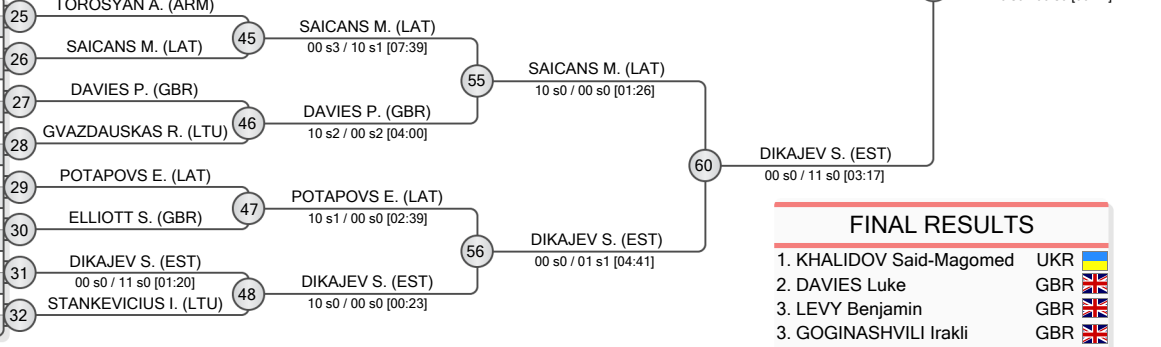 25
TOROSYAN A. (ARM)
26
SAICANS M. (LAT)
27
DAVIES P. (GBR)
28
GVAZDAUSKAS R. (LTU)
29
POTAPOVS E. (LAT)
30
ELLIOTT S. (GBR)
31
DIKAJEV S. (EST)
00 s0 / 11 s0 [01:20]
32
STANKEVICIUS I. (LTU)
45
SAICANS M. (LAT)
00 s3 / 10 s1 [07:39]
46
DAVIES P. (GBR)
10 s2 / 00 s2 [04:00]
47
POTAPOVS E. (LAT)
10 s1 / 00 s0 [02:39]
48
DIKAJEV S. (EST)
10 s0 / 00 s0 [00:23]
55
SAICANS M. (LAT)
10 s0 / 00 s0 [01:26]
56
DIKAJEV S. (EST)
00 s0 / 01 s1 [04:41]
60
DIKAJEV S. (EST)
00 s0 / 11 s0 [03:17]
FINAL RESULTS
1. KHALIDOV Said-Magomed UKR
2. DAVIES Luke GBR
3. LEVY Benjamin GBR
3. GOGINASHVILI Irakli GBR